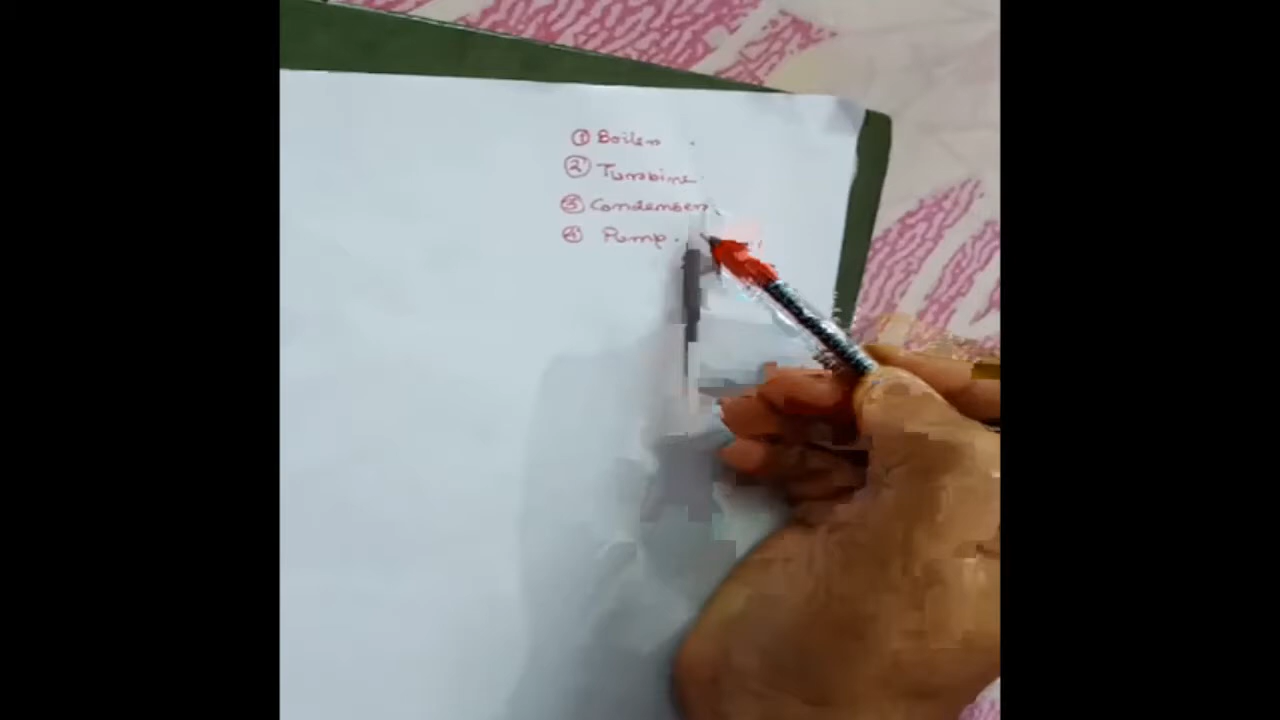 ① Boiler .
② Turbine .
③ Condenser .
④ Pump .